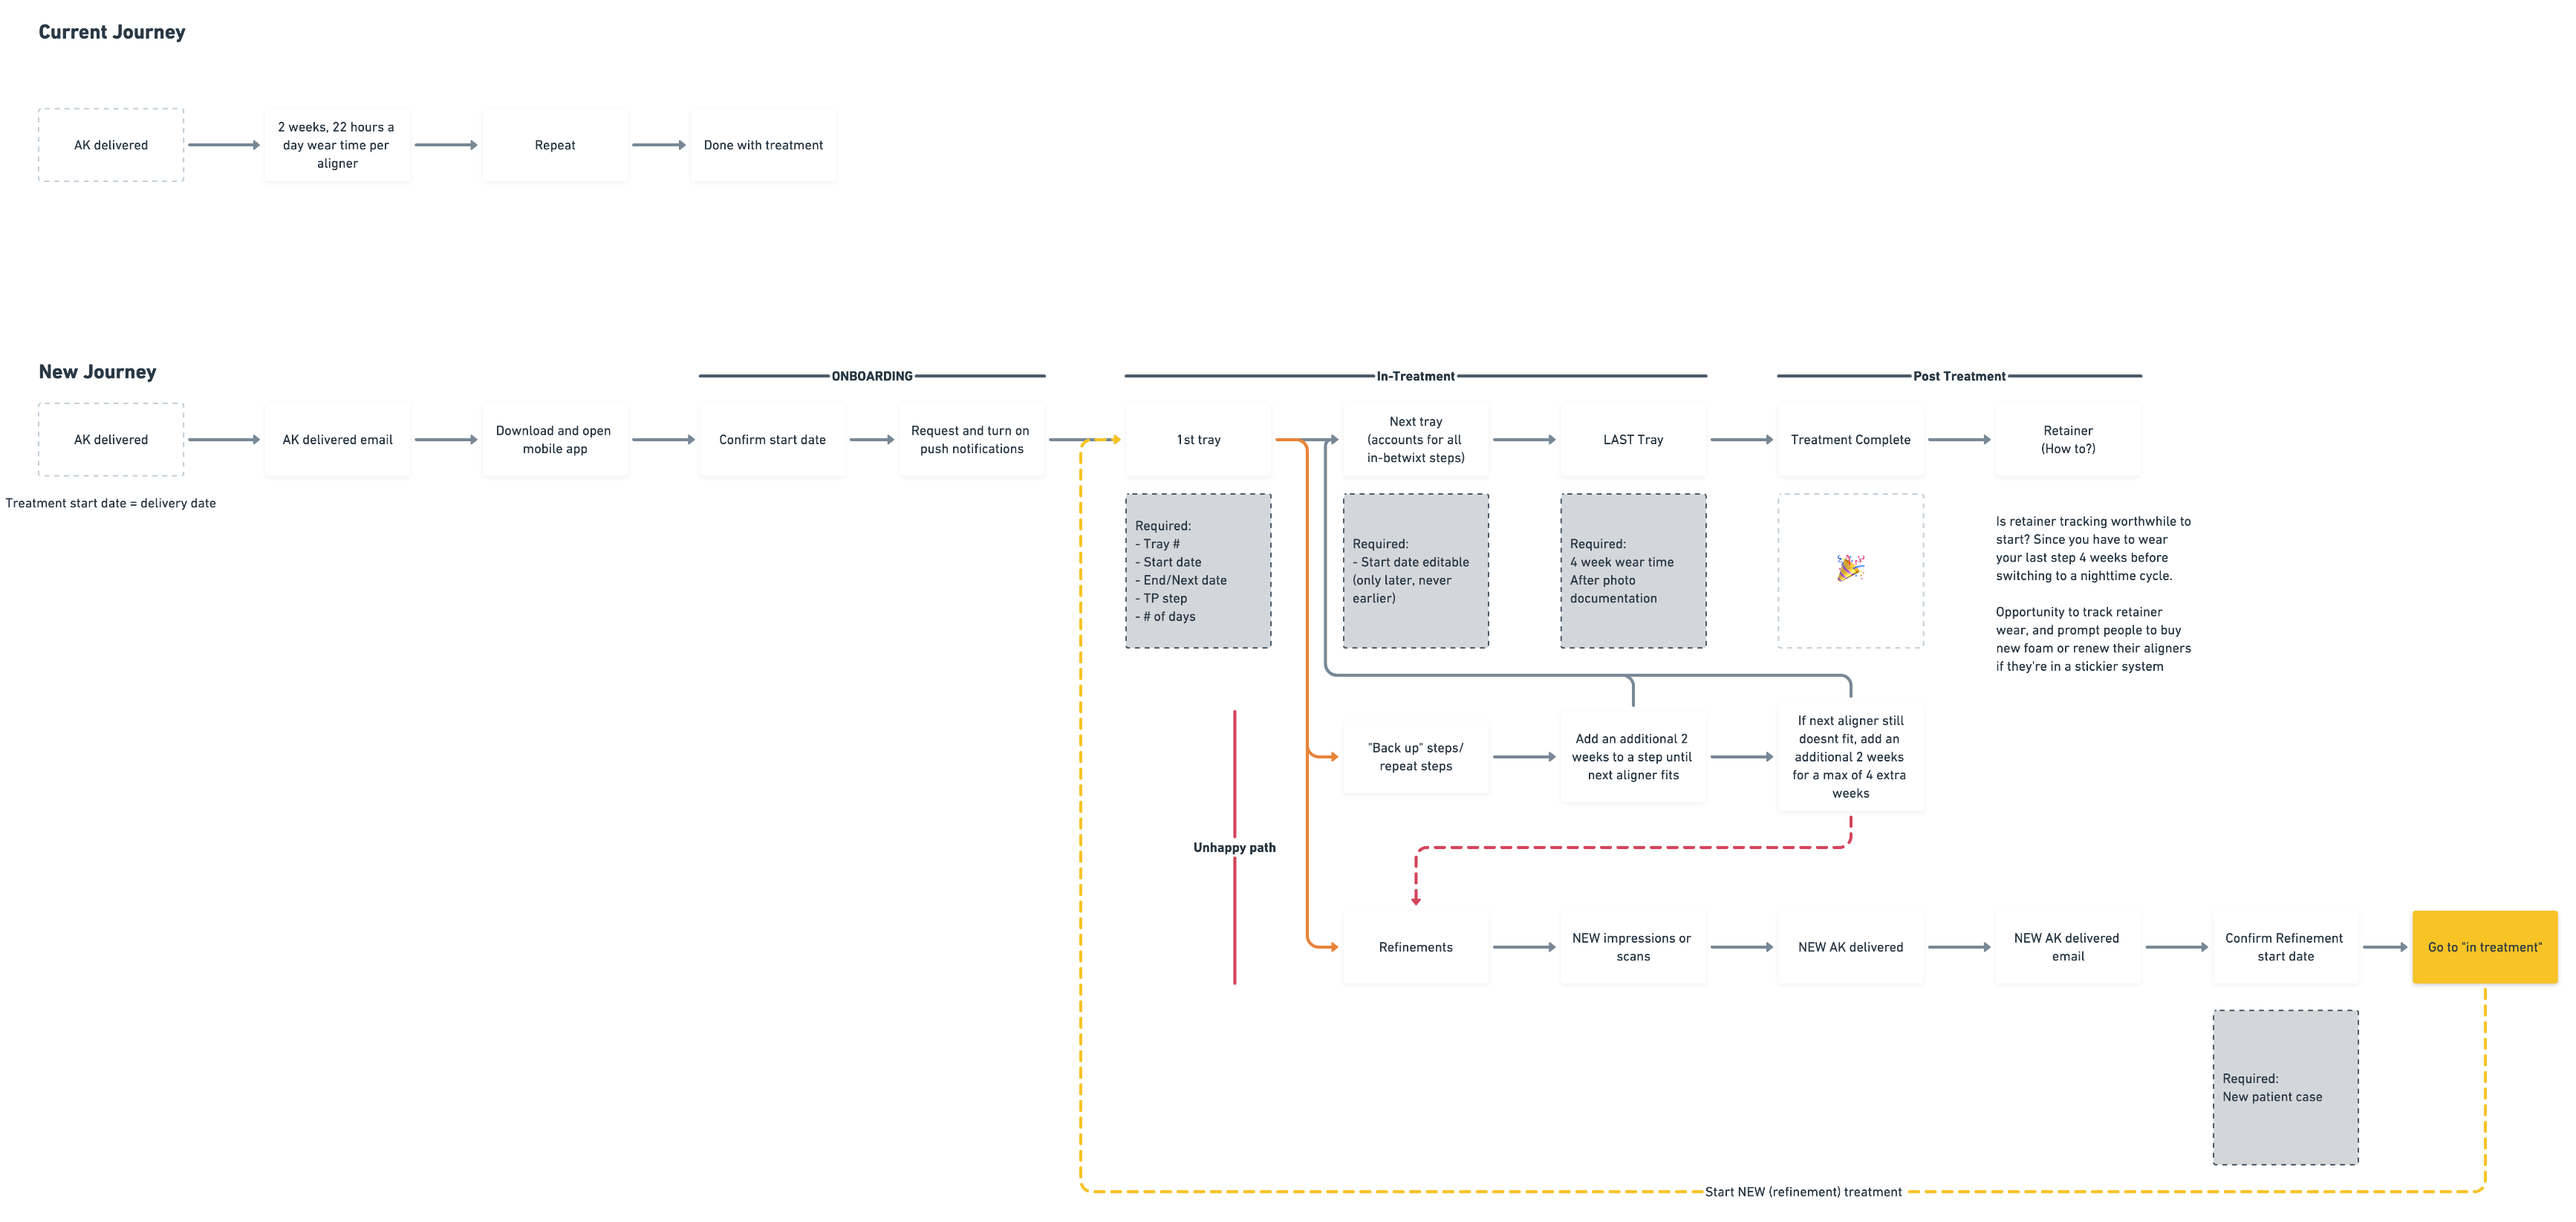 Current Journey
AK delivered
2 weeks, 22 hours a
day wear time per
aligner
Repeat
Done with treatment
New Journey
ONBOARDING
In-Treatment
Post Treatment
AK delivered
AK delivered email
Download and open
mobile app
Confirm start date
Request and turn on
push notifications
1st tray
Next tray
(accounts for all
in-betwixt steps)
LAST Tray
Treatment Complete
Retainer
(How to?)
Treatment start date = delivery date
Required:
- Tray #
- Start date
- End/Next date
- TP step
- # of days
Required:
- Start date editable
(only later, never
earlier)
Required:
4 week wear time
After photo
documentation
Is retainer tracking worthwhile to
start? Since you have to wear
your last step 4 weeks before
switching to a nighttime cycle.
Opportunity to track retainer
wear, and prompt people to buy
new foam or renew their aligners
if they're in a stickier system
Unhappy path
"Back up" steps/
repeat steps
Add an additional 2
weeks to a step until
next aligner fits
If next aligner still
doesnt fit, add an
additional 2 weeks
for a max of 4 extra
weeks
Refinements
NEW impressions or
scans
NEW AK delivered
NEW AK delivered
email
Confirm Refinement
start date
Go to "in treatment"
Required:
New patient case
Start NEW (refinement) treatment